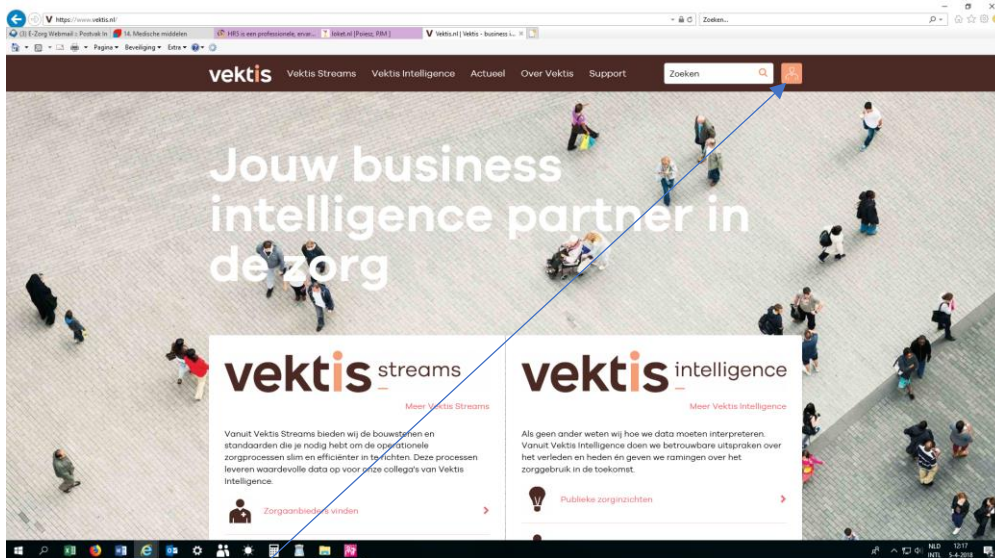 https://www.vektis.nl/
Zoeken...
(3) E-Zorg Webmail :: Postvak In
14. Medische middelen
HR5 is een professionele, ervar...
loket.nl [Paiess; RIM ]
Vektis.nl | Vektis - business i...
Pagina
Beveiliging
Extra
vektis
Vektis Streams
Vektis Intelligence
Actueel
Over Vektis
Support
Zoeken
Jouw business
intelligence partner in
de zorg
vektis streams
Meer Vektis Streams
Vanuit Vektis Streams bieden wij de bouwstenen en
standaarden die je nodig hebt om de operationele
zorgprocessen slim en efficiënter in te richten. Deze processen
leveren waardevolle data op voor onze collega's van Vektis
Intelligence.
Zorgaanbieders vinden
vektis intelligence
Meer Vektis Intelligence
Als geen ander weten wij hoe we data moeten interpreteren.
Vanuit Vektis Intelligence doen we betrouwbare uitspraken over
het verleden en heden én geven we ramingen over het
zorggebruik in de toekomst.
Publieke zorginzichten
NLD
INTL
12:17
5-4-2018